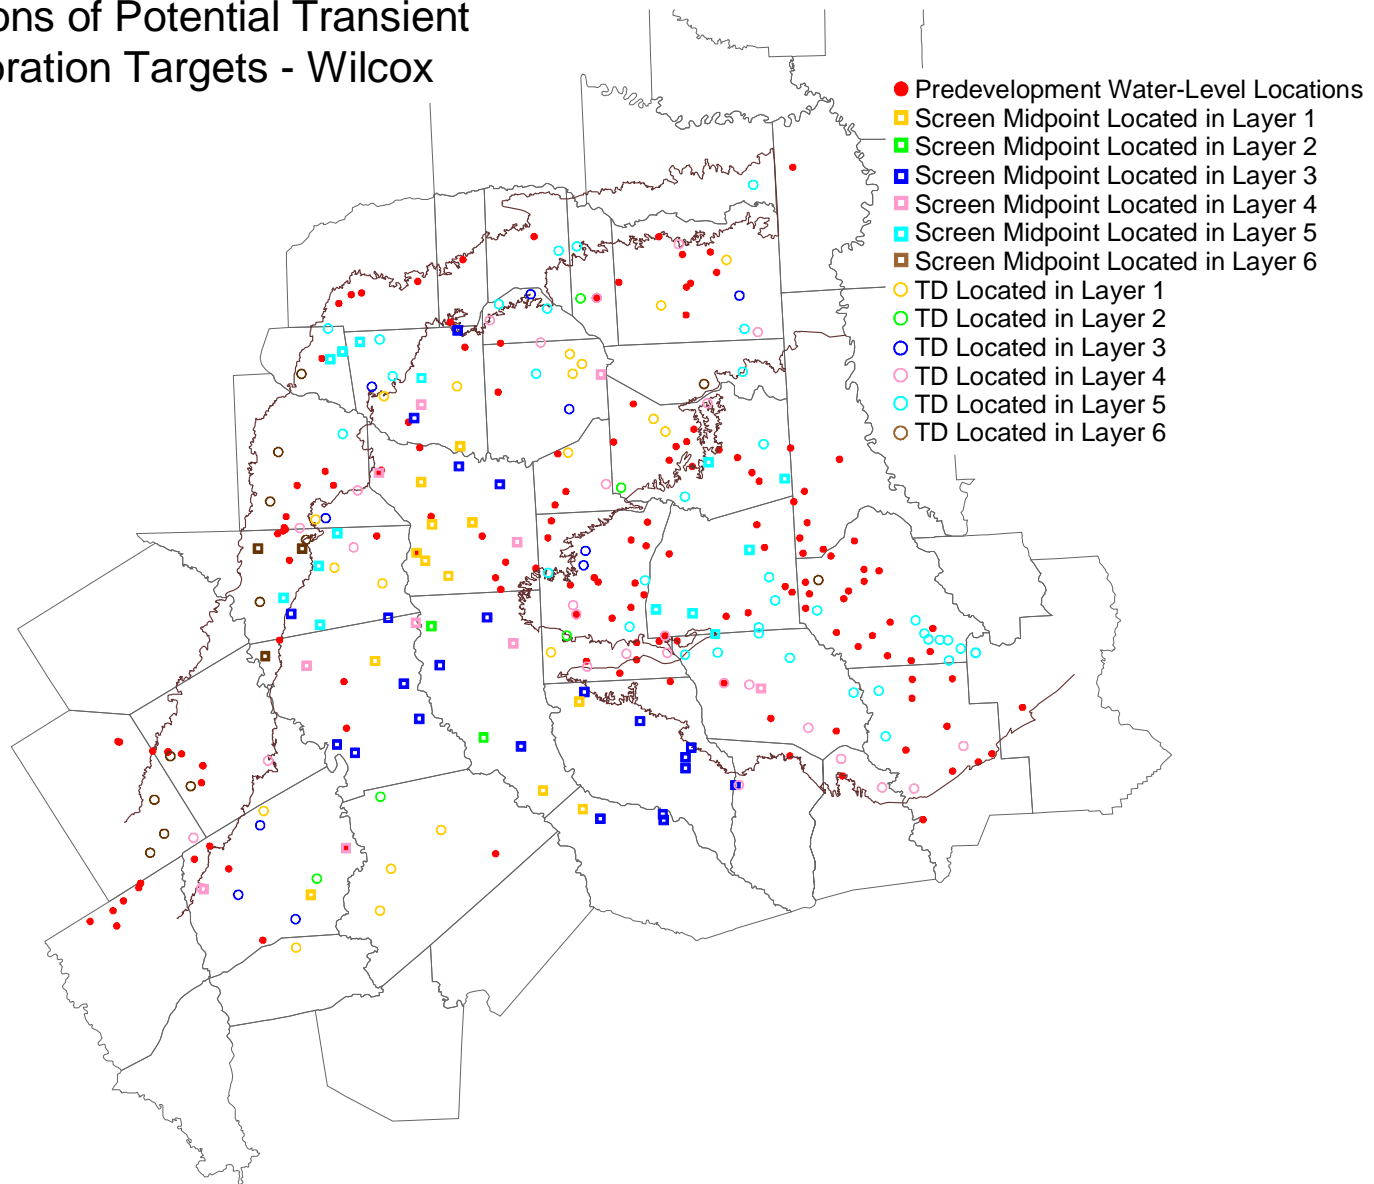 ons of Potential Transient
oration Targets - Wilcox
Predevelopment Water-Level Locations
Screen Midpoint Located in Layer 1
Screen Midpoint Located in Layer 2
Screen Midpoint Located in Layer 3
Screen Midpoint Located in Layer 4
Screen Midpoint Located in Layer 5
Screen Midpoint Located in Layer 6
TD Located in Layer 1
TD Located in Layer 2
TD Located in Layer 3
TD Located in Layer 4
TD Located in Layer 5
TD Located in Layer 6